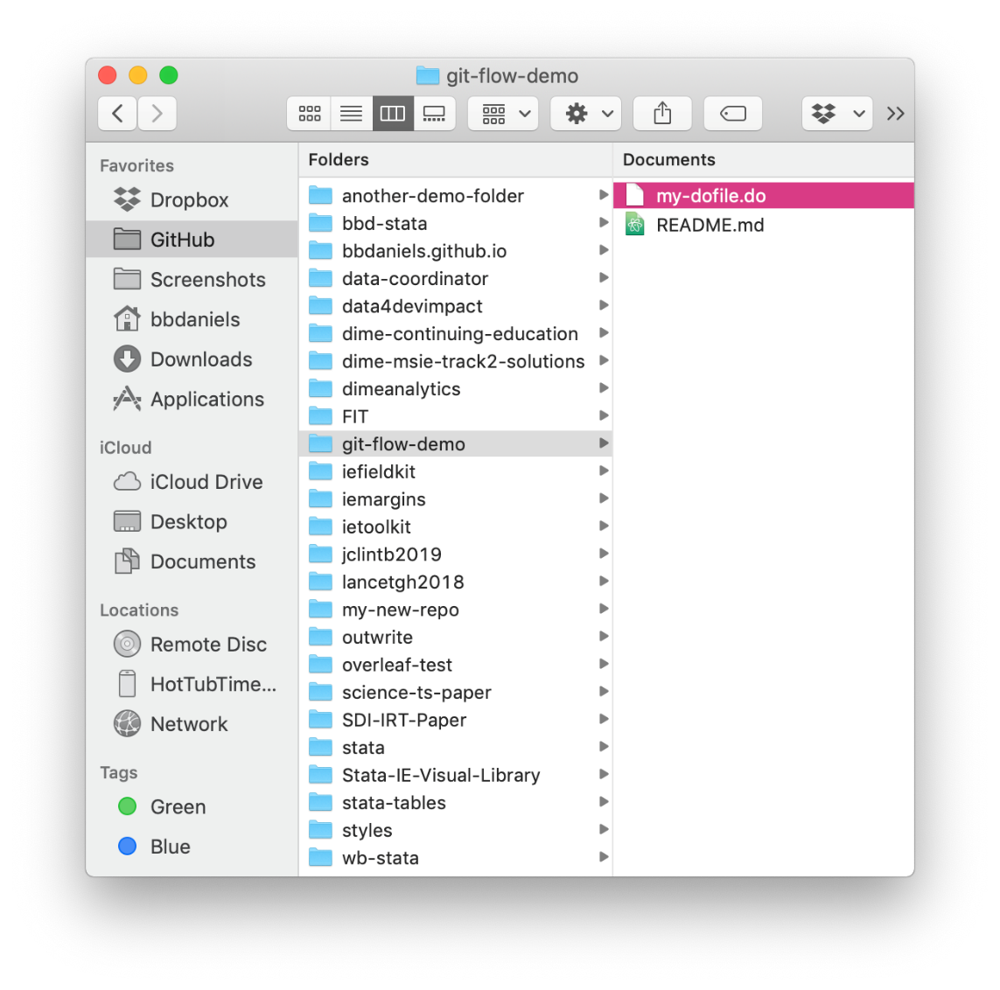 git-flow-demo
Favorites
Dropbox
GitHub
Screenshots
bbdaniels
Downloads
Applications
iCloud
iCloud Drive
Desktop
Documents
Locations
Remote Disc
HotTubTime...
Network
Tags
Green
Blue
Folders
another-demo-folder
bbd-stata
bbdaniels.github.io
data-coordinator
data4devimpact
dime-continuing-education
dime-msie-track2-solutions
dimeanalytics
FIT
git-flow-demo
iefieldkit
iemargins
ietoolkit
jclintb2019
lancetgh2018
my-new-repo
outwrite
overleaf-test
science-ts-paper
SDI-IRT-Paper
stata
Stata-IE-Visual-Library
stata-tables
styles
wb-stata
Documents
my-dofile.do
README.md